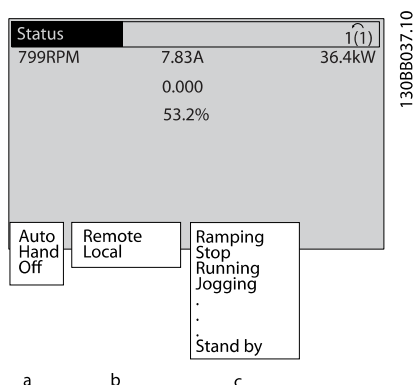 Status
1(1)
799RPM 7.83A 36.4kW
0.000
53.2%
Auto
Hand
Off
Remote
Local
Ramping
Stop
Running
Jogging
.
.
.
Stand by
a b c
130BB037.10